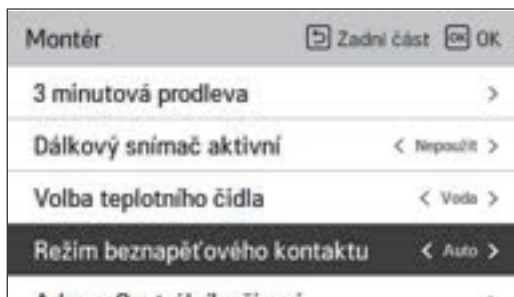 Montér Zadní část OK OK
3 minutová prodleva >
Dálkový snímač aktivní < Nepoužít >
Volba teplotního čidla < Voda >
Režim beznapěťového kontaktu < Auto >